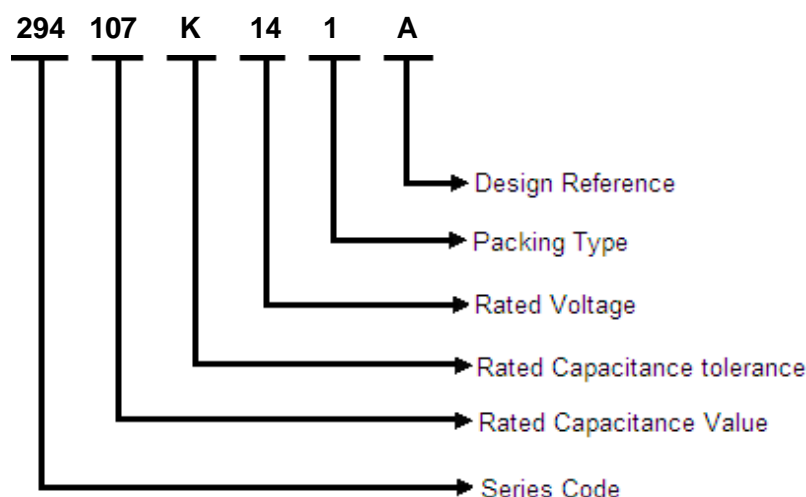 294 107 K 14 1 A
Design Reference
Packing Type
Rated Voltage
Rated Capacitance tolerance
Rated Capacitance Value
Series Code